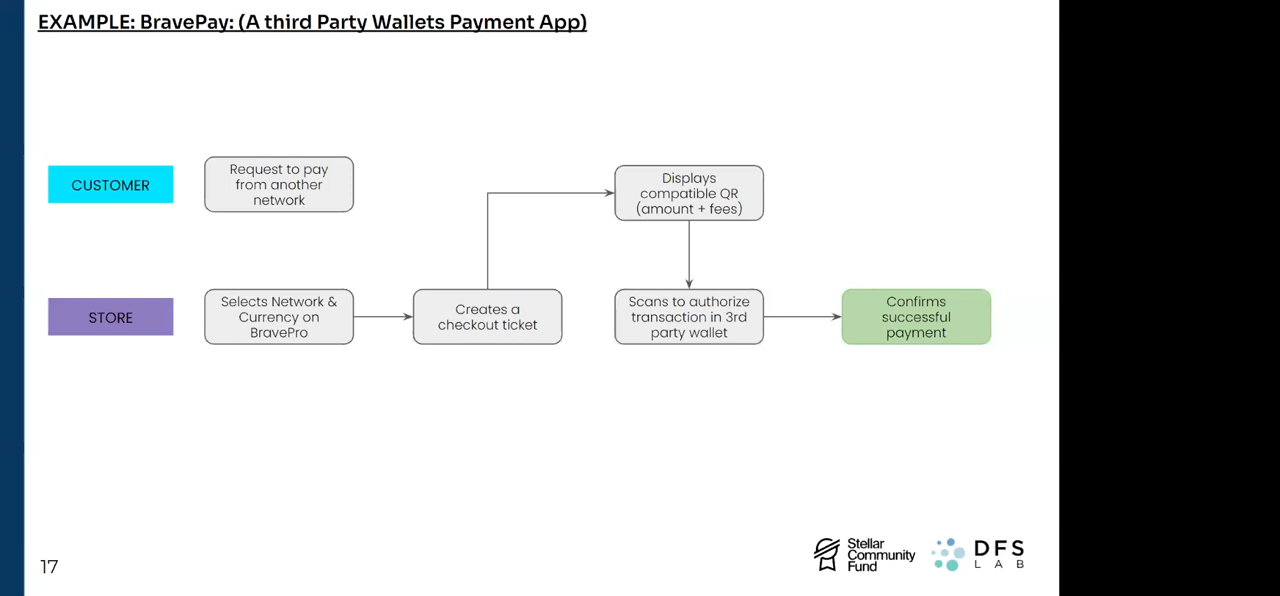 EXAMPLE: BravePay: (A third Party Wallets Payment App)
CUSTOMER
Request to pay
from another
network
Displays
compatible QR
(amount + fees)
STORE
Selects Network &
Currency on
BravePro
Creates a
checkout ticket
Scans to authorize
transaction in 3rd
party wallet
Confirms
successful
payment
17
Stellar
Community
Fund
DFS
LAB